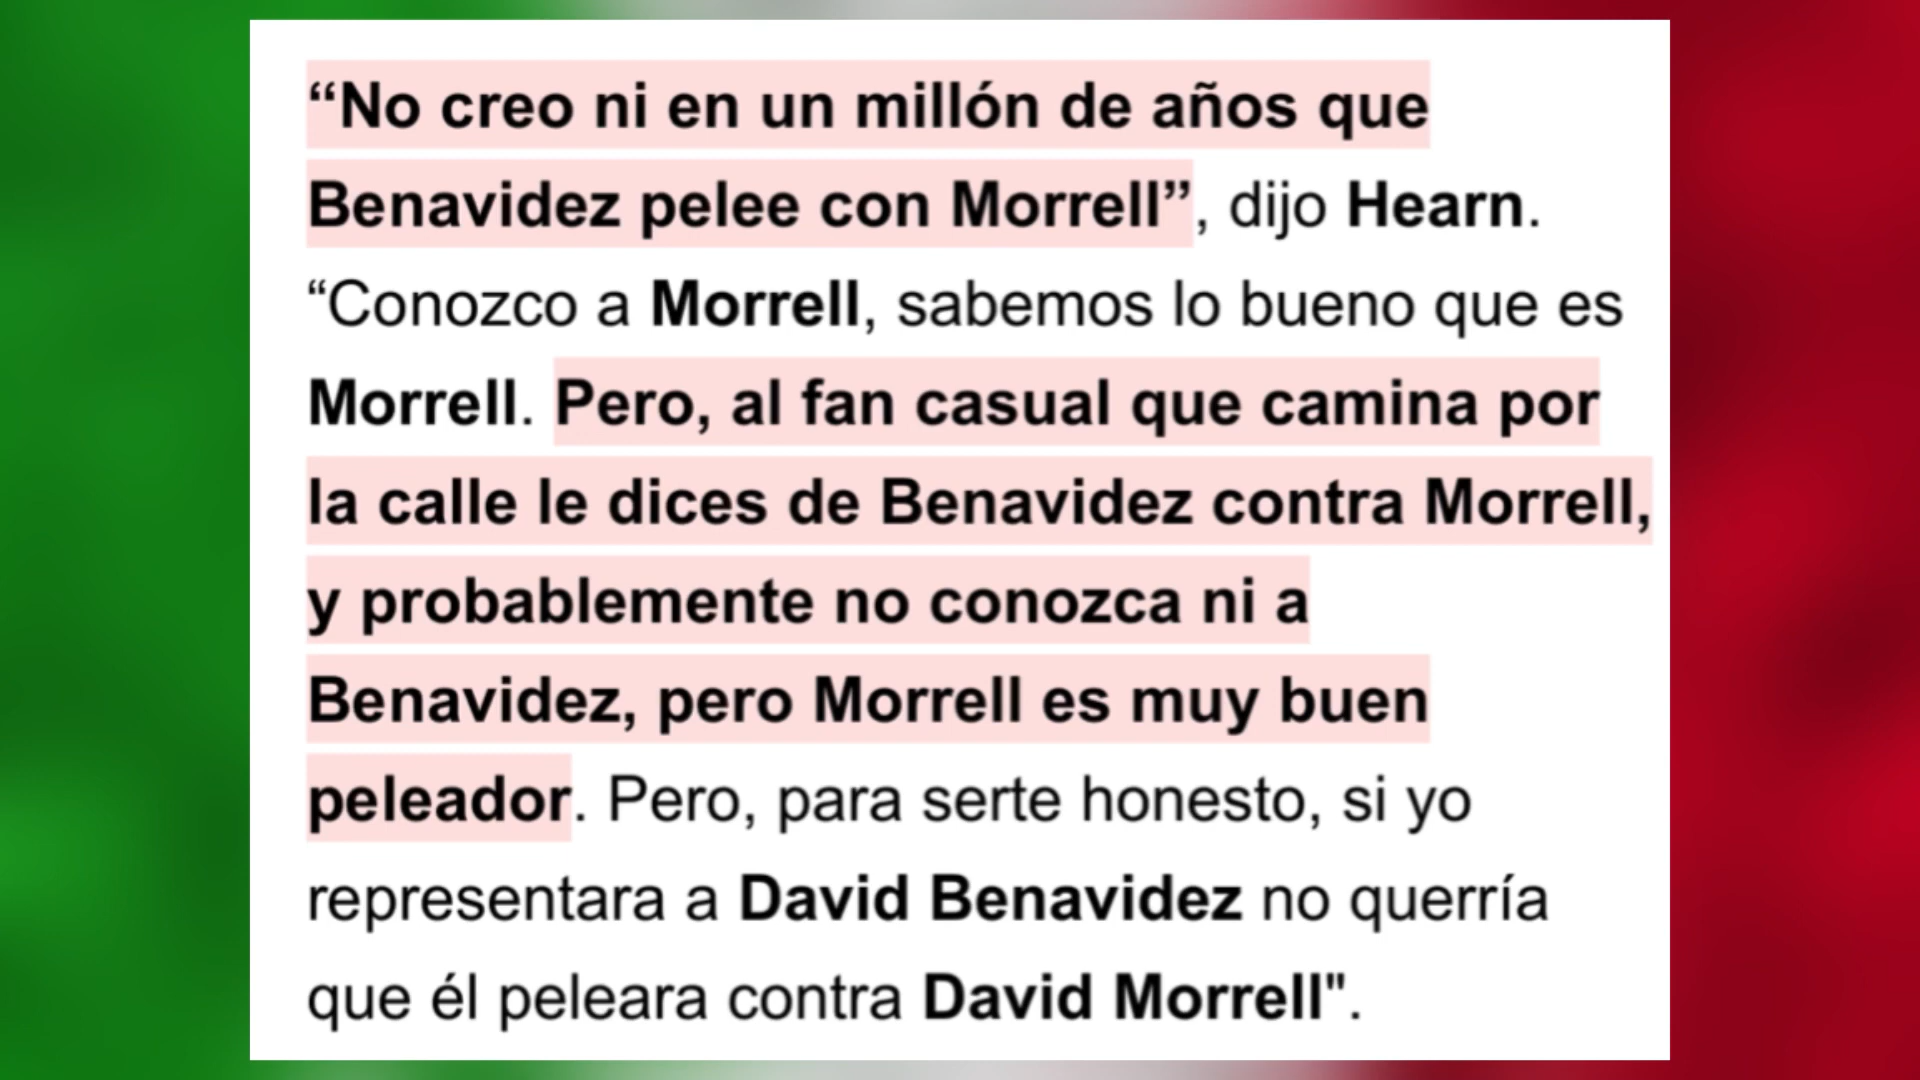 “No creo ni en un millón de años que
Benavidez pelee con Morrell”, dijo Hearn.
“Conozco a Morrell, sabemos lo bueno que es
Morrell. Pero, al fan casual que camina por
la calle le dices de Benavidez contra Morrell,
y probablemente no conozca ni a
Benavidez, pero Morrell es muy buen
peleador. Pero, para serte honesto, si yo
representara a David Benavidez no querría
que él peleara contra David Morrell".